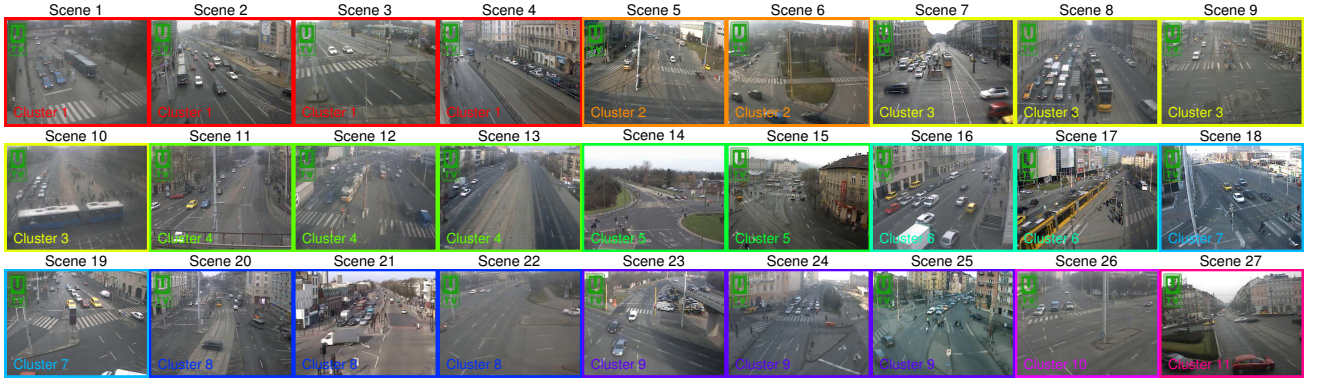 Scene 1 Scene 2 Scene 3 Scene 4 Scene 5 Scene 6 Scene 7 Scene 8 Scene 9
Cluster 1 Cluster 1 Cluster 1 Cluster 1 Cluster 2 Cluster 2 Cluster 3 Cluster 3 Cluster 3
Scene 10 Scene 11 Scene 12 Scene 13 Scene 14 Scene 15 Scene 16 Scene 17 Scene 18
Cluster 3 Cluster 4 Cluster 4 Cluster 4 Cluster 5 Cluster 5 Cluster 6 Cluster 6 Cluster 7
Scene 19 Scene 20 Scene 21 Scene 22 Scene 23 Scene 24 Scene 25 Scene 26 Scene 27
Cluster 7 Cluster 8 Cluster 8 Cluster 8 Cluster 9 Cluster 9 Cluster 9 Cluster 10 Cluster 11